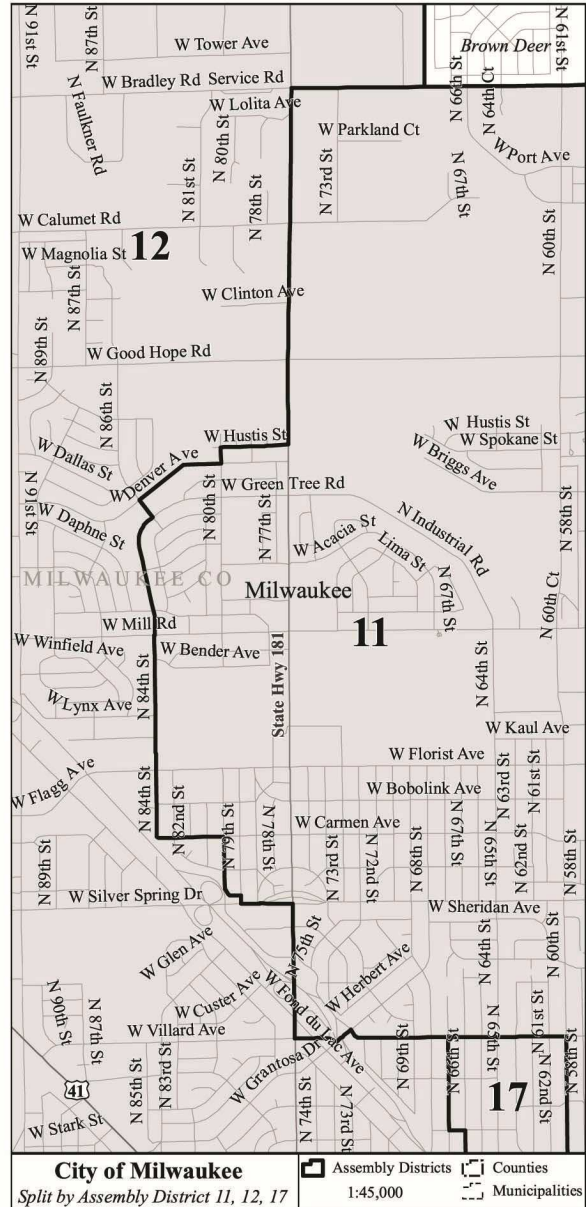 N 91st St
N 87th St
W Tower Ave
Brown Deer
N 61st St
W Bradley Rd Service Rd
N Faulkner Rd
W Lolita Ave
N 80th St
N 66th St
N 64th Ct
W Parkland Ct
W Port Ave
N 81st St
N 78th St
N 73rd St
N 67th St
W Calumet Rd
12
W Magnolia St
N 60th St
N 87th St
W Clinton Ave
N 89th St
W Good Hope Rd
N 86th St
W Hustis St
W Hustis St
W Spokane St
W Dallas St
W Denver Ave
W Briggs Ave
N 91st St
W Green Tree Rd
N 80th St
N 77th St
N 58th St
W Daphne St
W Acacia St
N Industrial Rd
Lima St
MILWAUKEE CO
Milwaukee
N 67th St
N 60th Ct
W Mill Rd
11
W Winfield Ave
W Bender Ave
State Hwy 181
N 64th St
W Lynx Ave
N 84th St
W Kaul Ave
W Florist Ave
W Flagg Ave
N 84th St
N 82nd St
W Bobolink Ave
N 63rd St
N 61st St
N 79th St
N 78th St
W Carmen Ave
N 73rd St
N 72nd St
N 68th St
N 67th St
N 65th St
N 62nd St
N 58th St
N 89th St
W Silver Spring Dr
W Sheridan Ave
N 75th St
W Glen Ave
N 64th St
N 60th St
W Herbert Ave
W Custer Ave
W Fond du Lac Ave
N 90th St
N 87th St
W Villard Ave
W Grantosa Dr
N 69th St
N 66th St
N 65th St
N 61st St
N 62nd St
N 58th St
41
N 85th St
N 83rd St
N 74th St
N 73rd St
17
W Stark St
City of Milwaukee
Split by Assembly District 11, 12, 17
Assembly Districts
Counties
1:45,000
Municipalities